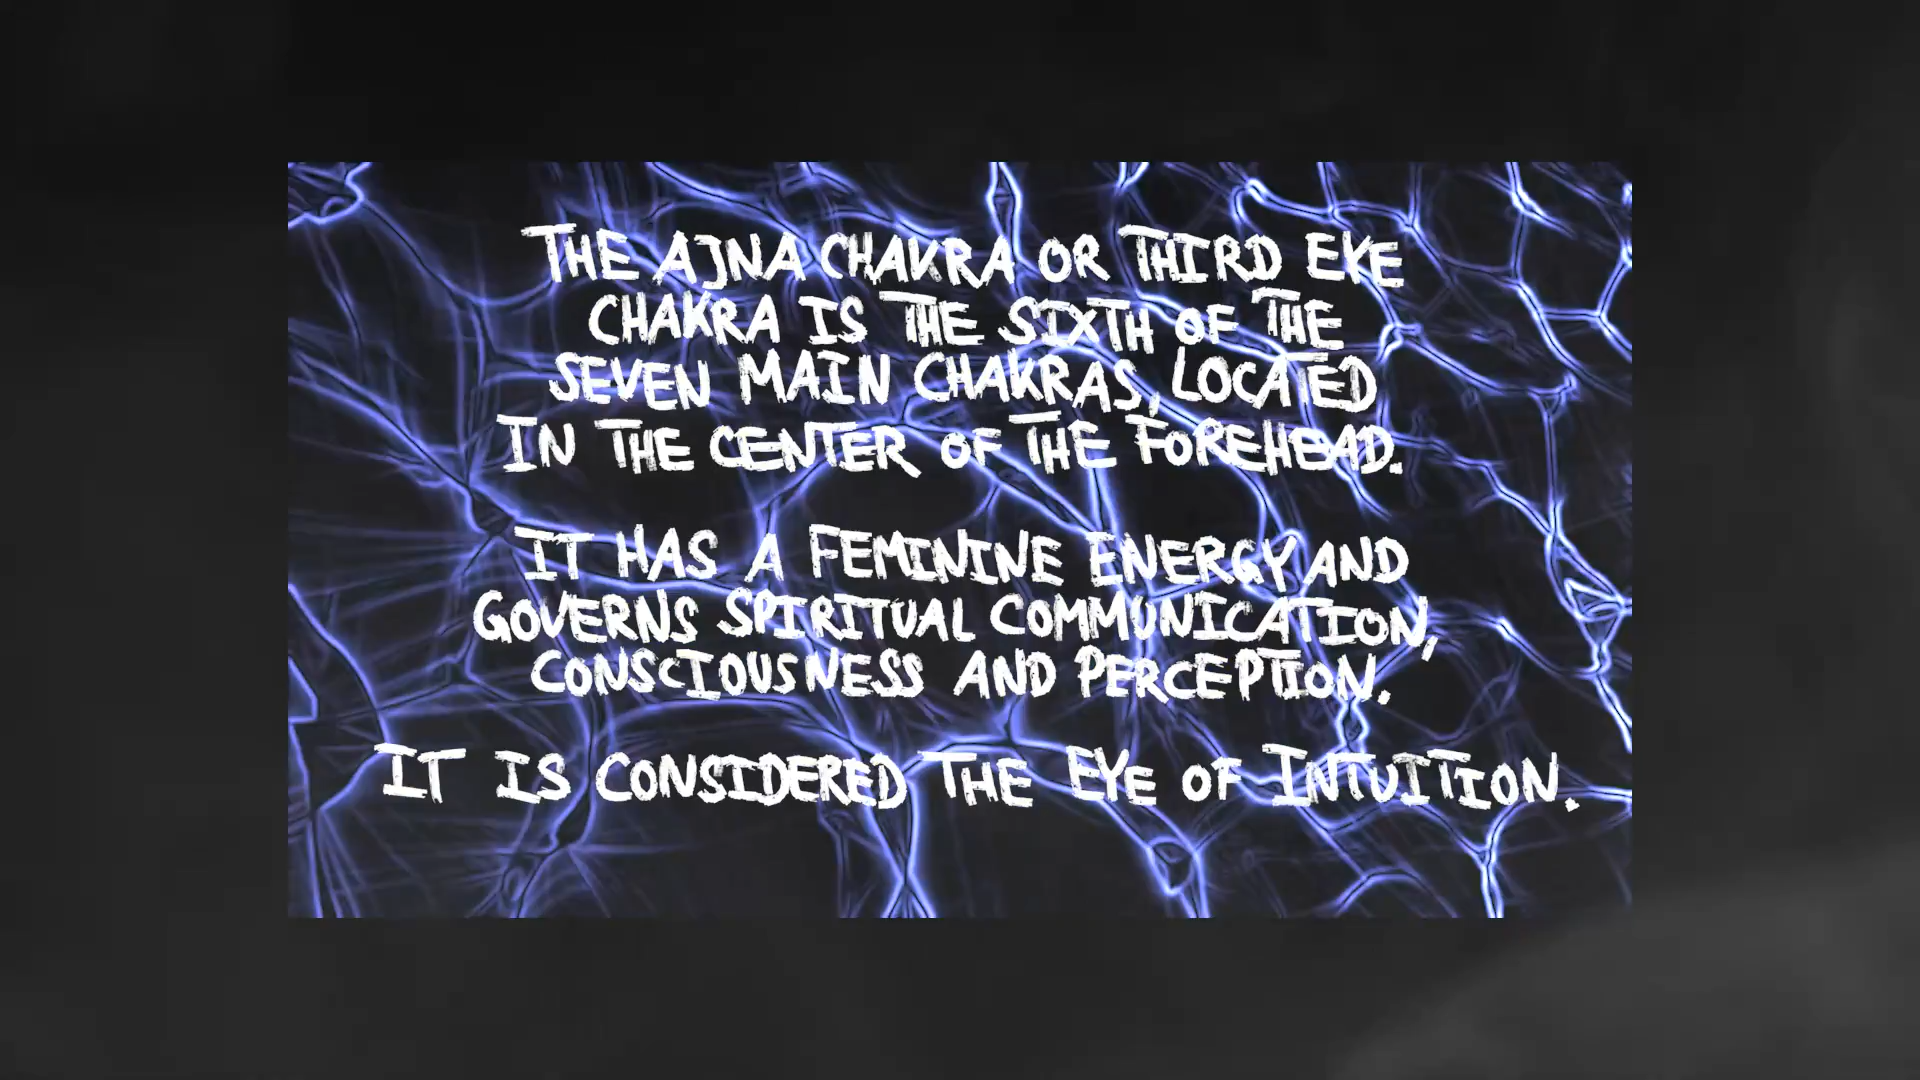 THE AJNA CHAKRA OR THIRD EYE
CHAKRA IS THE SIXTH OF THE
SEVEN MAIN CHAKRAS, LOCATED
IN THE CENTER OF THE FOREHEAD.
IT HAS A FEMININE ENERGY AND
GOVERNS SPIRITUAL COMMUNICATION,
CONSCIOUSNESS AND PERCEPTION.
IT IS CONSIDERED THE EYE OF INTUITION.